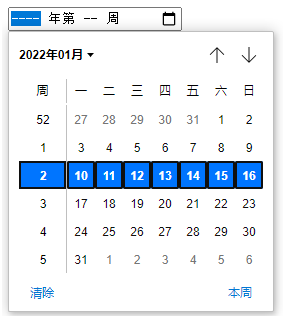 ---- 年第 -- 周
2022年01月
周 一 二 三 四 五 六 日
52 27 28 29 30 31 1 2
1 3 4 5 6 7 8 9
2 10 11 12 13 14 15 16
3 17 18 19 20 21 22 23
4 24 25 26 27 28 29 30
5 31 1 2 3 4 5 6
清除 本周